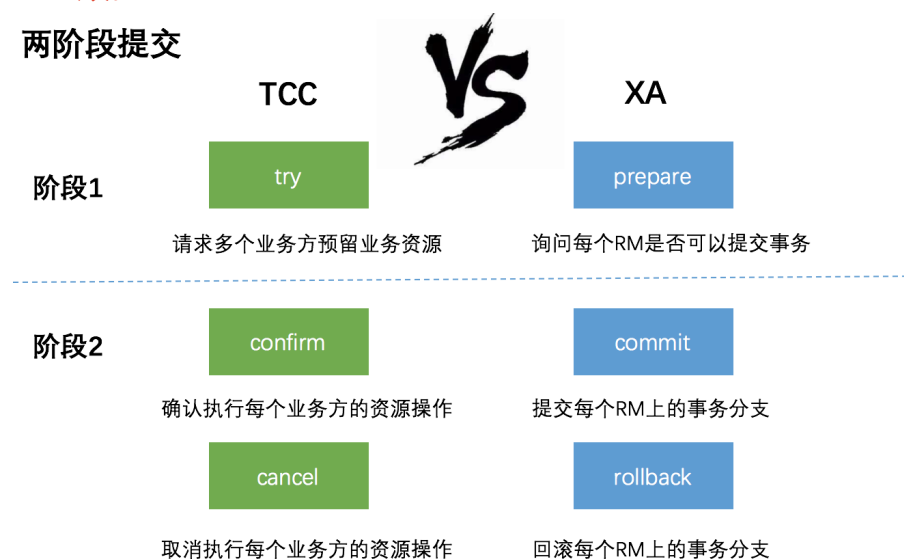 两阶段提交
TCC
VS
XA
阶段1
try
prepare
请求多个业务方预留业务资源
询问每个RM是否可以提交事务
阶段2
confirm
commit
确认执行每个业务方的资源操作
提交每个RM上的事务分支
cancel
rollback
取消执行每个业务方的资源操作
回滚每个RM上的事务分支